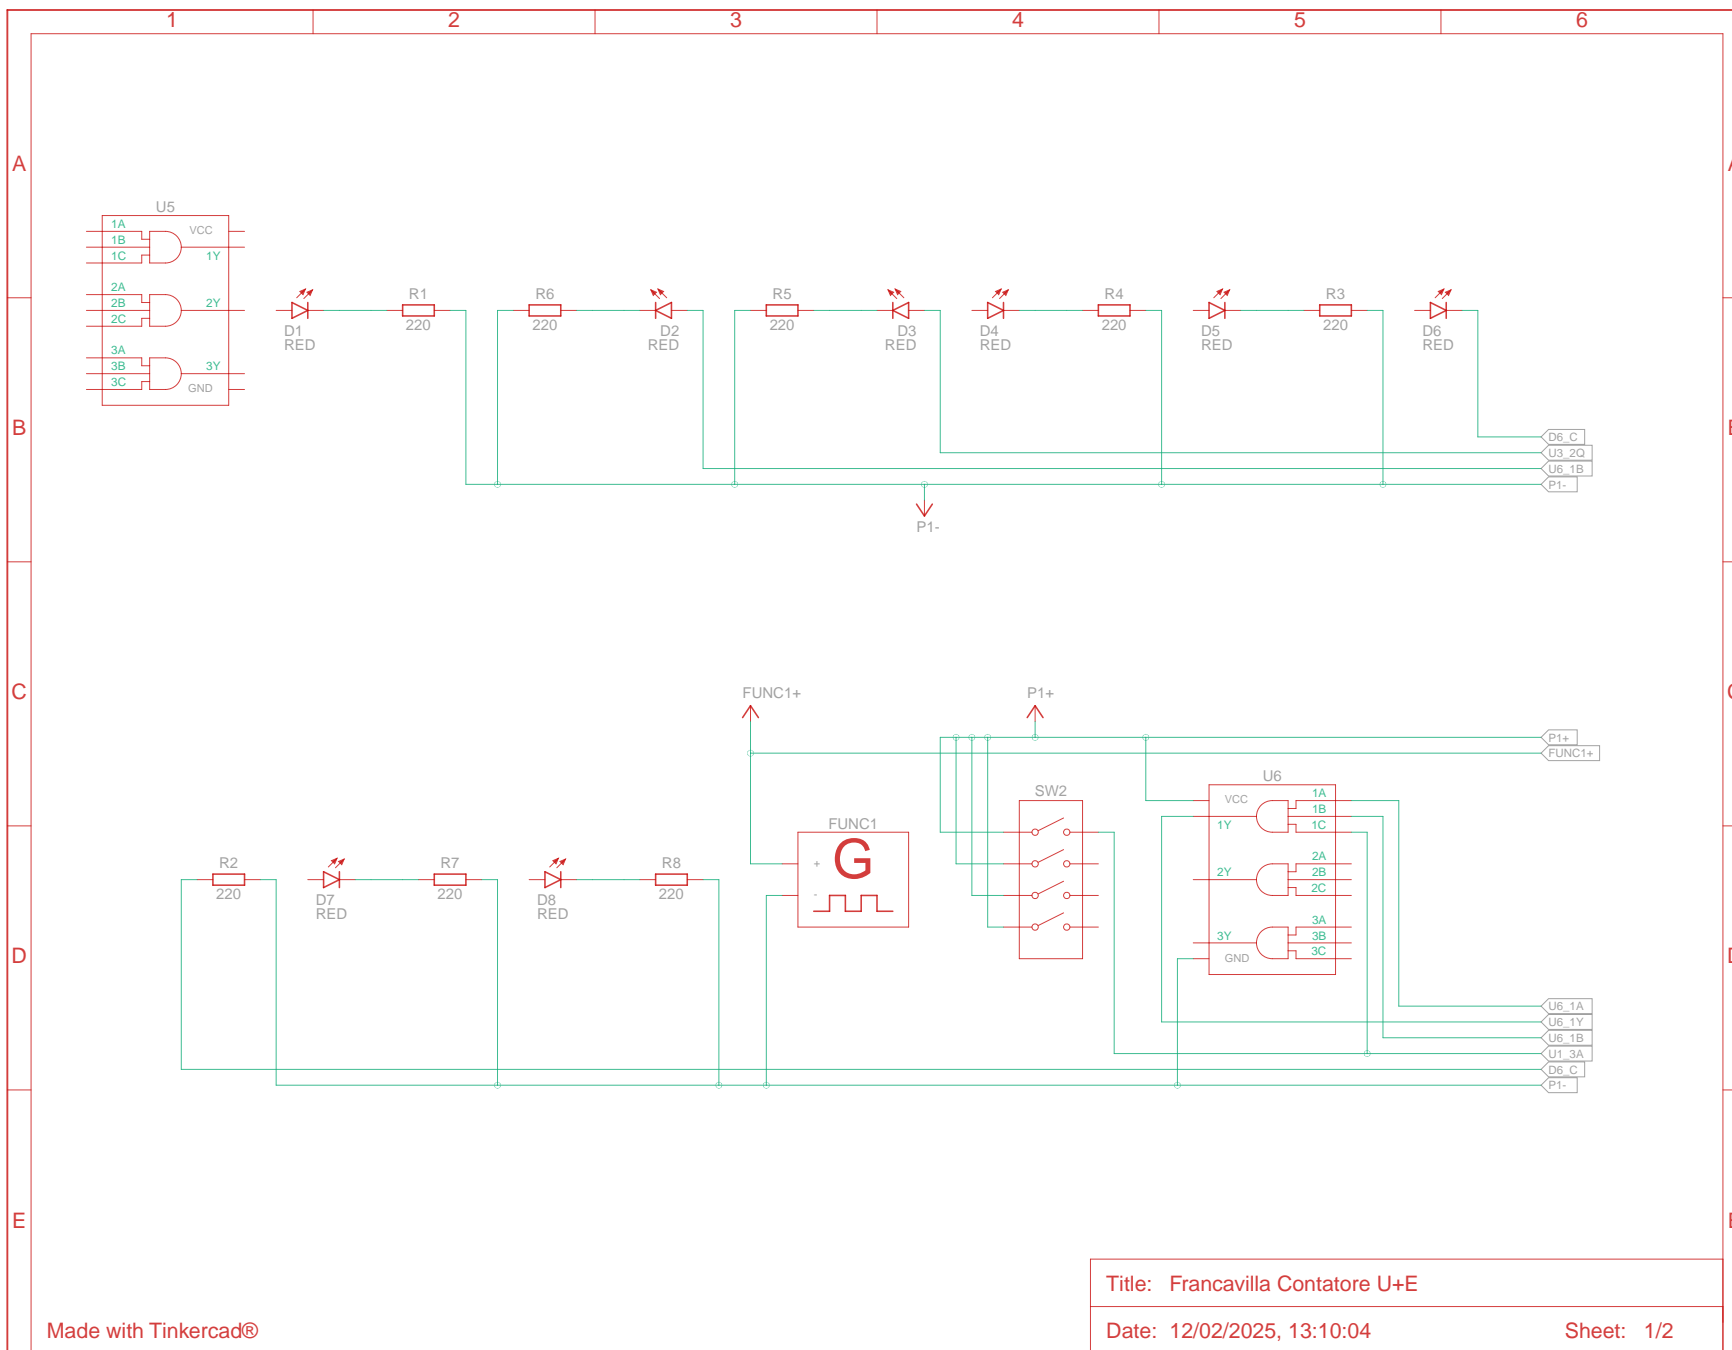 1 2 3 4 5 6
A
U5
1A VCC
1B
1C 1Y
2A
2B 2Y
2C
3A
3B 3Y
3C GND
R1 R6 R5 R4 R3
220 220 220 220 220
D1 D2 D3 D4 D5 D6
RED RED RED RED RED RED
B
D6_C
U3_2Q
U6_1B
P1-
P1-
C
FUNC1+ P1+
P1+
FUNC1+
U6
SW2
VCC 1A
1B
1Y 1C
2A
2Y 2B
2C
3A
3Y 3B
GND 3C
FUNC1
+ G
-
R2 R7 R8
220 220 220
D7 D8
RED RED
D
U6_1A
U6_1Y
U6_1B
U1_3A
D6_C
P1-
E
Title: Francavilla Contatore U+E
Made with Tinkercad®
Date: 12/02/2025, 13:10:04 Sheet: 1/2